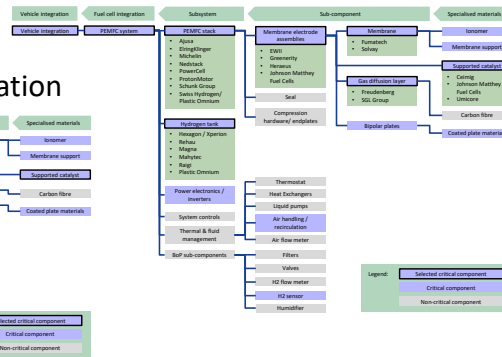 Vehicle integration
Fuel cell integration
Subsystem
Sub-component
Specialised materials
Vehicle integration
PEMFC system
PEMFC stack
• Ajusa
• ElringKlinger
• Michelin
• Nedstack
• PowerCell
• ProtonMotor
• Schunk Group
• Swiss Hydrogen/
Plastic Omnium
Hydrogen tank
• Hexagon / Xperion
• Rehau
• Magna
• Mahytec
• Raigi
• Plastic Omnium
Power electronics /
inverters
System controls
Thermal & fluid
management
BoP sub-components
Membrane electrode
assemblies
• EWII
• Greenerity
• Heraeus
• Johnson Matthey
Fuel Cells
Seal
Compression
hardware/ endplates
Thermostat
Heat Exchangers
Liquid pumps
Air handling /
recirculation
Air flow meter
Filters
Valves
H2 flow meter
H2 sensor
Humidifier
Membrane
• Fumatech
• Solvay
Gas diffusion layer
• Freudenberg
• SGL Group
Bipolar plates
Ionomer
Membrane support
Supported catalyst
• Ceimig
• Johnson Matthey
Fuel Cells
• Umicore
Carbon fibre
Coated plate materia
Legend:
Selected critical component
Critical component
Non-critical component
ation
Specialised materials
Ionomer
Membrane support
Supported catalyst
Carbon fibre
Coated plate materials
lected critical component
Critical component
Non-critical component